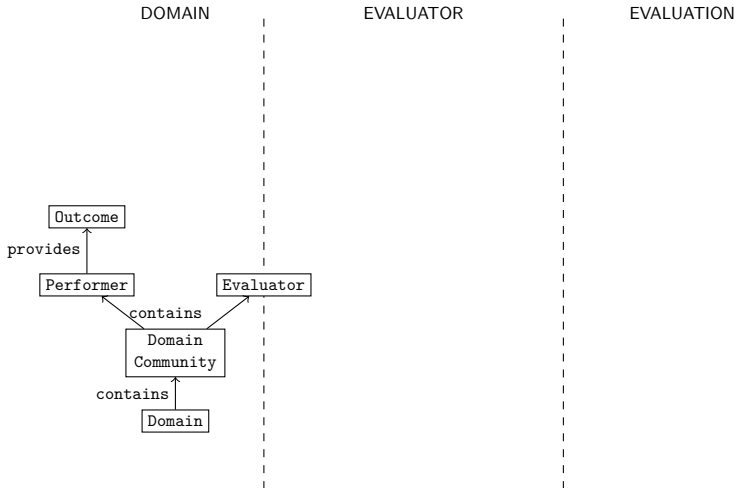 DOMAIN
EVALUATOR
EVALUATION
Outcome
provides
Performer
Evaluator
contains
Domain
Community
contains
Domain